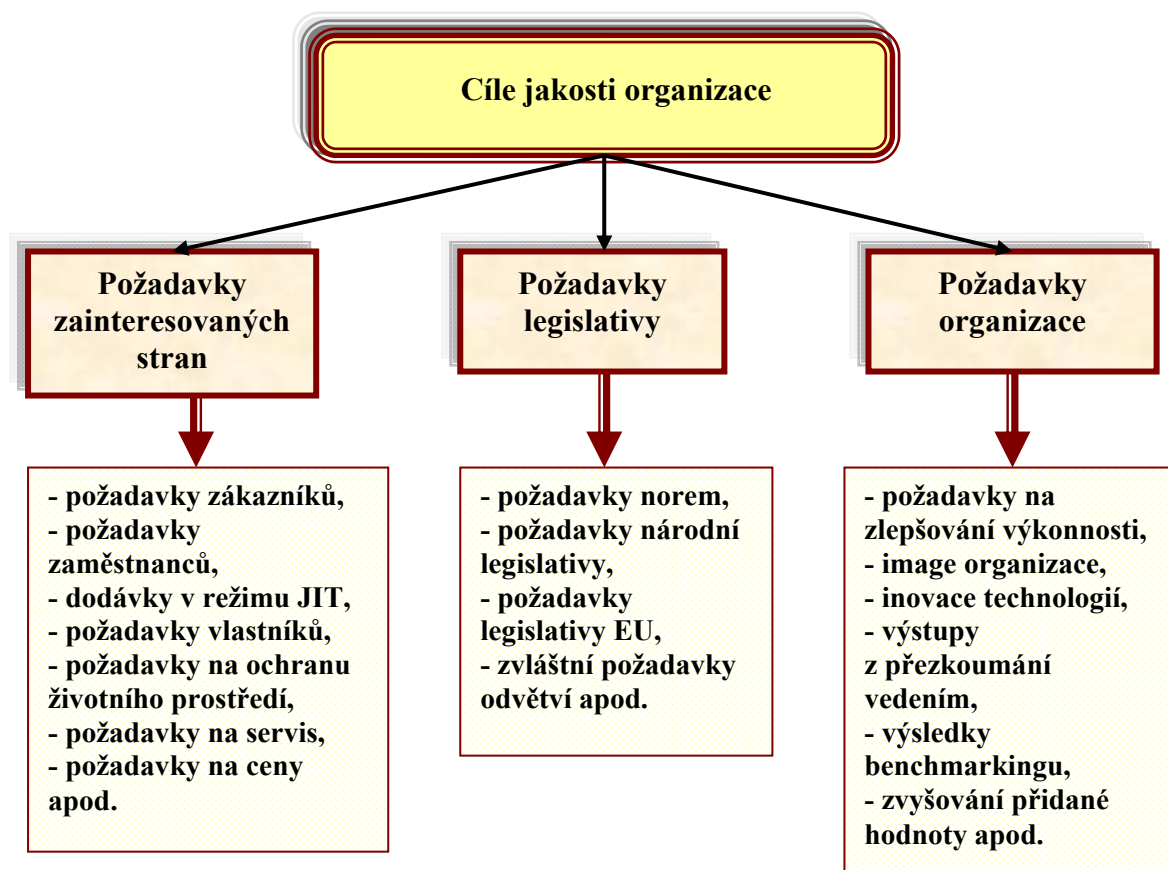 Cíle jakosti organizace
Požadavky
zainteresovaných
stran
Požadavky
legislativy
Požadavky
organizace
- požadavky zákazníků,
- požadavky
zaměstnanců,
- dodávky v režimu JIT,
- požadavky vlastníků,
- požadavky na ochranu
životního prostředí,
- požadavky na servis,
- požadavky na ceny
apod.
- požadavky norem,
- požadavky národní
legislativy,
- požadavky
legislativy EU,
- zvláštní požadavky
odvětví apod.
- požadavky na
zlepšování výkonnosti,
- image organizace,
- inovace technologií,
- výstupy
z přezkoumání
vedením,
- výsledky
benchmarkingu,
- zvyšování přidané
hodnoty apod.